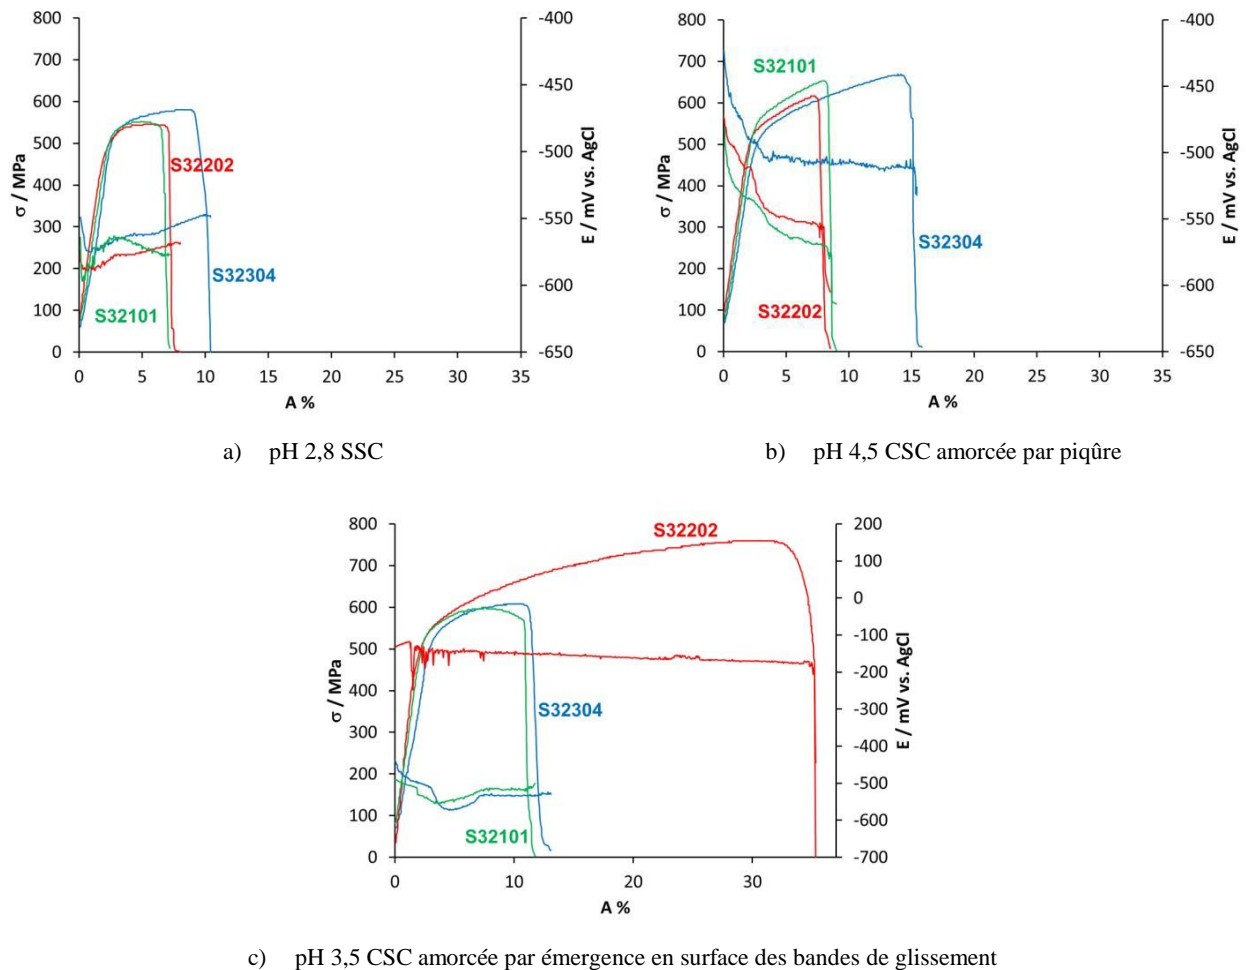 800
700
600
500
400
300
200
100
0
σ / MPa
-400
-450
-500
-550
-600
-650
E / mV vs. AgCl
S32202
S32304
S32101
0 5 10 15 20 25 30 35
A %
a) pH 2,8 SSC
800
700
600
500
400
300
200
100
0
σ / MPa
-400
-450
-500
-550
-600
-650
E / mV vs. AgCl
S32101
S32304
S32202
0 5 10 15 20 25 30 35
A %
b) pH 4,5 CSC amorcée par piqûre
800
700
600
500
400
300
200
100
0
σ / MPa
200
100
0
-100
-200
-300
-400
-500
-600
-700
E / mV vs. AgCl
S32202
S32304
S32101
0 10 20 30
A %
c) pH 3,5 CSC amorcée par émergence en surface des bandes de glissement